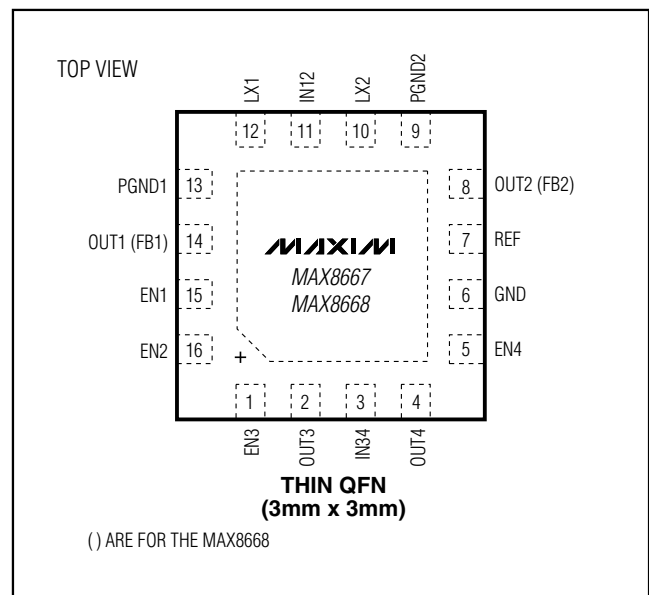 TOP VIEW
LX1
IN12
LX2
PGND2
12
11
10
9
PGND1
13
8
OUT2 (FB2)
OUT1 (FB1)
14
7
REF
EN1
15
6
GND
EN2
16
5
EN4
MAXIM
MAX8667
MAX8668
+
1
2
3
4
EN3
OUT3
IN34
OUT4
THIN QFN
(3mm x 3mm)
( ) ARE FOR THE MAX8668